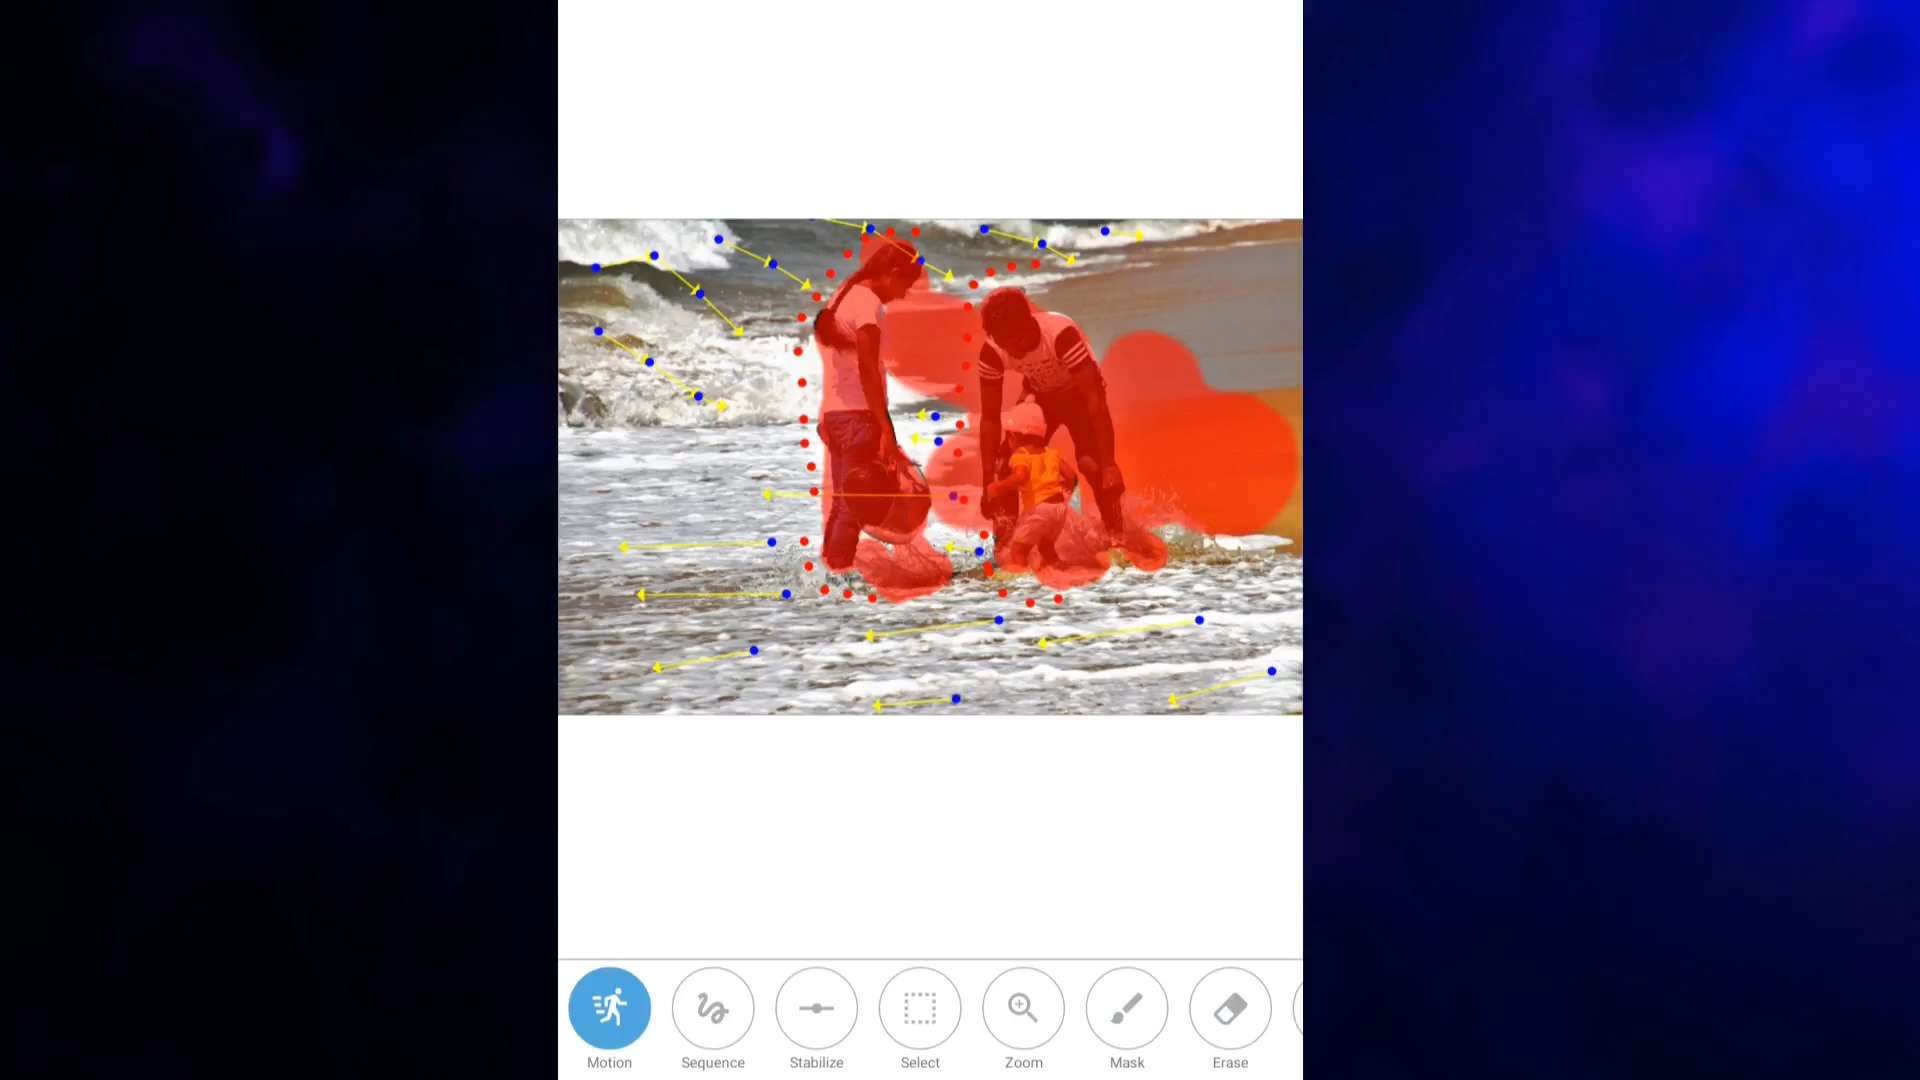 Motion
Sequence
Stabilize
Select
Zoom
Mask
Erase